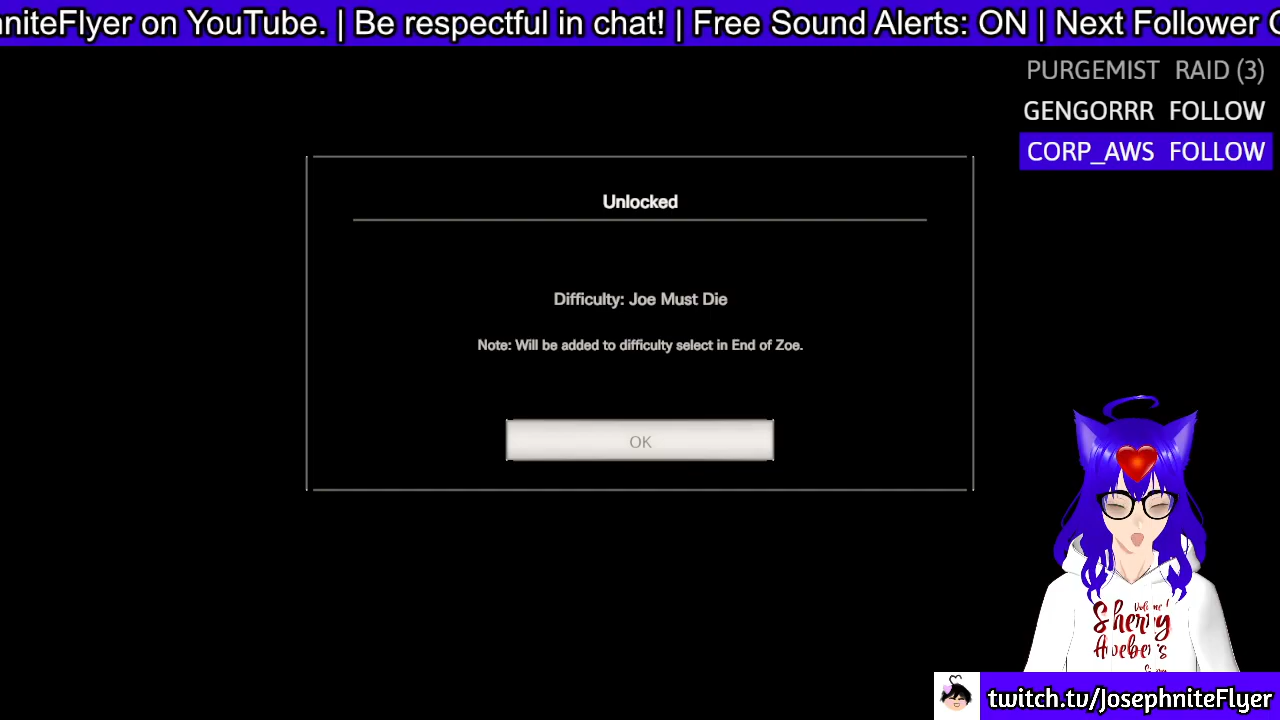 niteFlyer on YouTube. | Be respectful in chat! | Free Sound Alerts: ON | Next Follower
PURGEMIST RAID (3)
GENGORRR FOLLOW
CORP_AWS FOLLOW
Unlocked
Difficulty: Joe Must Die
Note: Will be added to difficulty select in End of Zoe.
OK
Sherry
twitch.tv/JosephniteFlyer